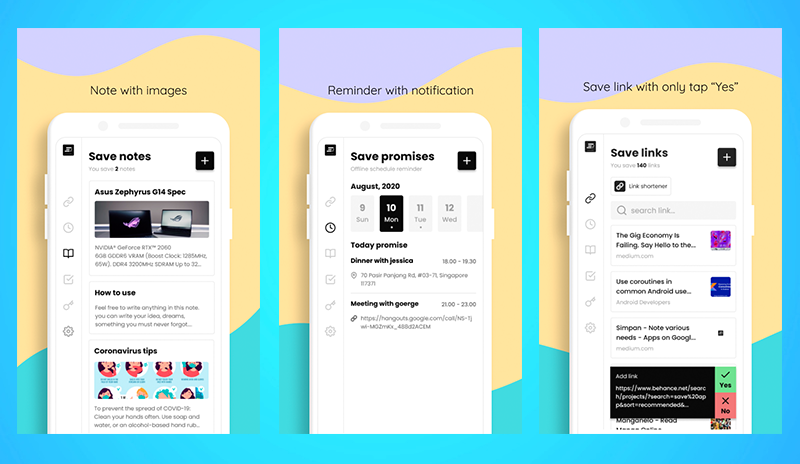 Note with images
Save notes
You save 2 notes
Asus Zephyrus G14 Spec
NVIDIA® GeForce RTX™ 2060
6GB GDDR6 VRAM (Boost Clock: 1285MHz,
65W). DDR4 3200MHz SDRAM Up to 32...
How to use
Feel free to write anything in this note.
you can write your idea, dreams,
something you must never forgot...
Coronavirus tips
To prevent the spread of COVID-19:
Clean your hands often. Use soap and
water, or an alcohol-based hand rub...
Reminder with notification
Save promises
Offline schedule reminder
August, 2020
9 10 11 12
Sun Mon Tue Wed
Today promise
Dinner with jessica 18.00 - 19.30
70 Pasir Panjang Rd, #03-71, Singapore
117371
Meeting with goerge 21.00 - 23.00
https://hangouts.google.com/call/NS-1j
wi-MGZmKx_488d2ACEM
Save link with only tap “Yes”
Save links
You save 140 links
Link shortener
search link...
The Gig Economy Is
Failing. Say Hello to the...
medium.com
Use coroutines in
common Android use...
Android Developers
Simpan - Note various
needs - Apps on Googl...
medium.com
Add link
https://www.behance.net/searc
h/projects/?search=save%20ap
p&sort=recommended&...
Yes
No
Manganelo - Read
Manga Online